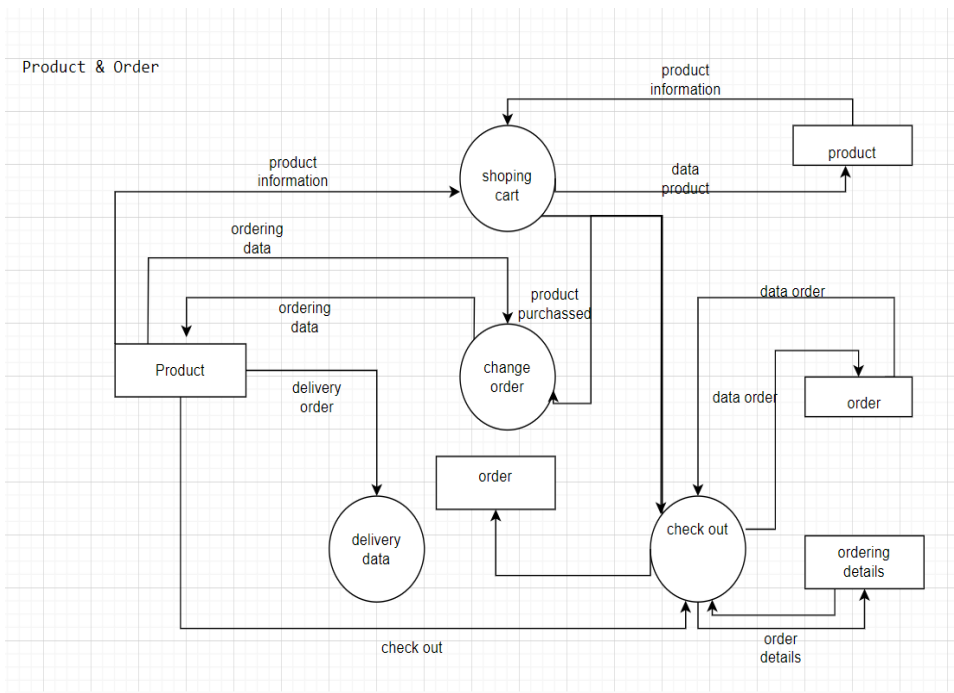 Product & Order
product
information
product
product
information
shoping
cart
data
product
ordering
data
ordering
data
product
purchassed
data order
Product
change
order
delivery
order
data order
order
order
check out
delivery
data
ordering
details
check out
order
details